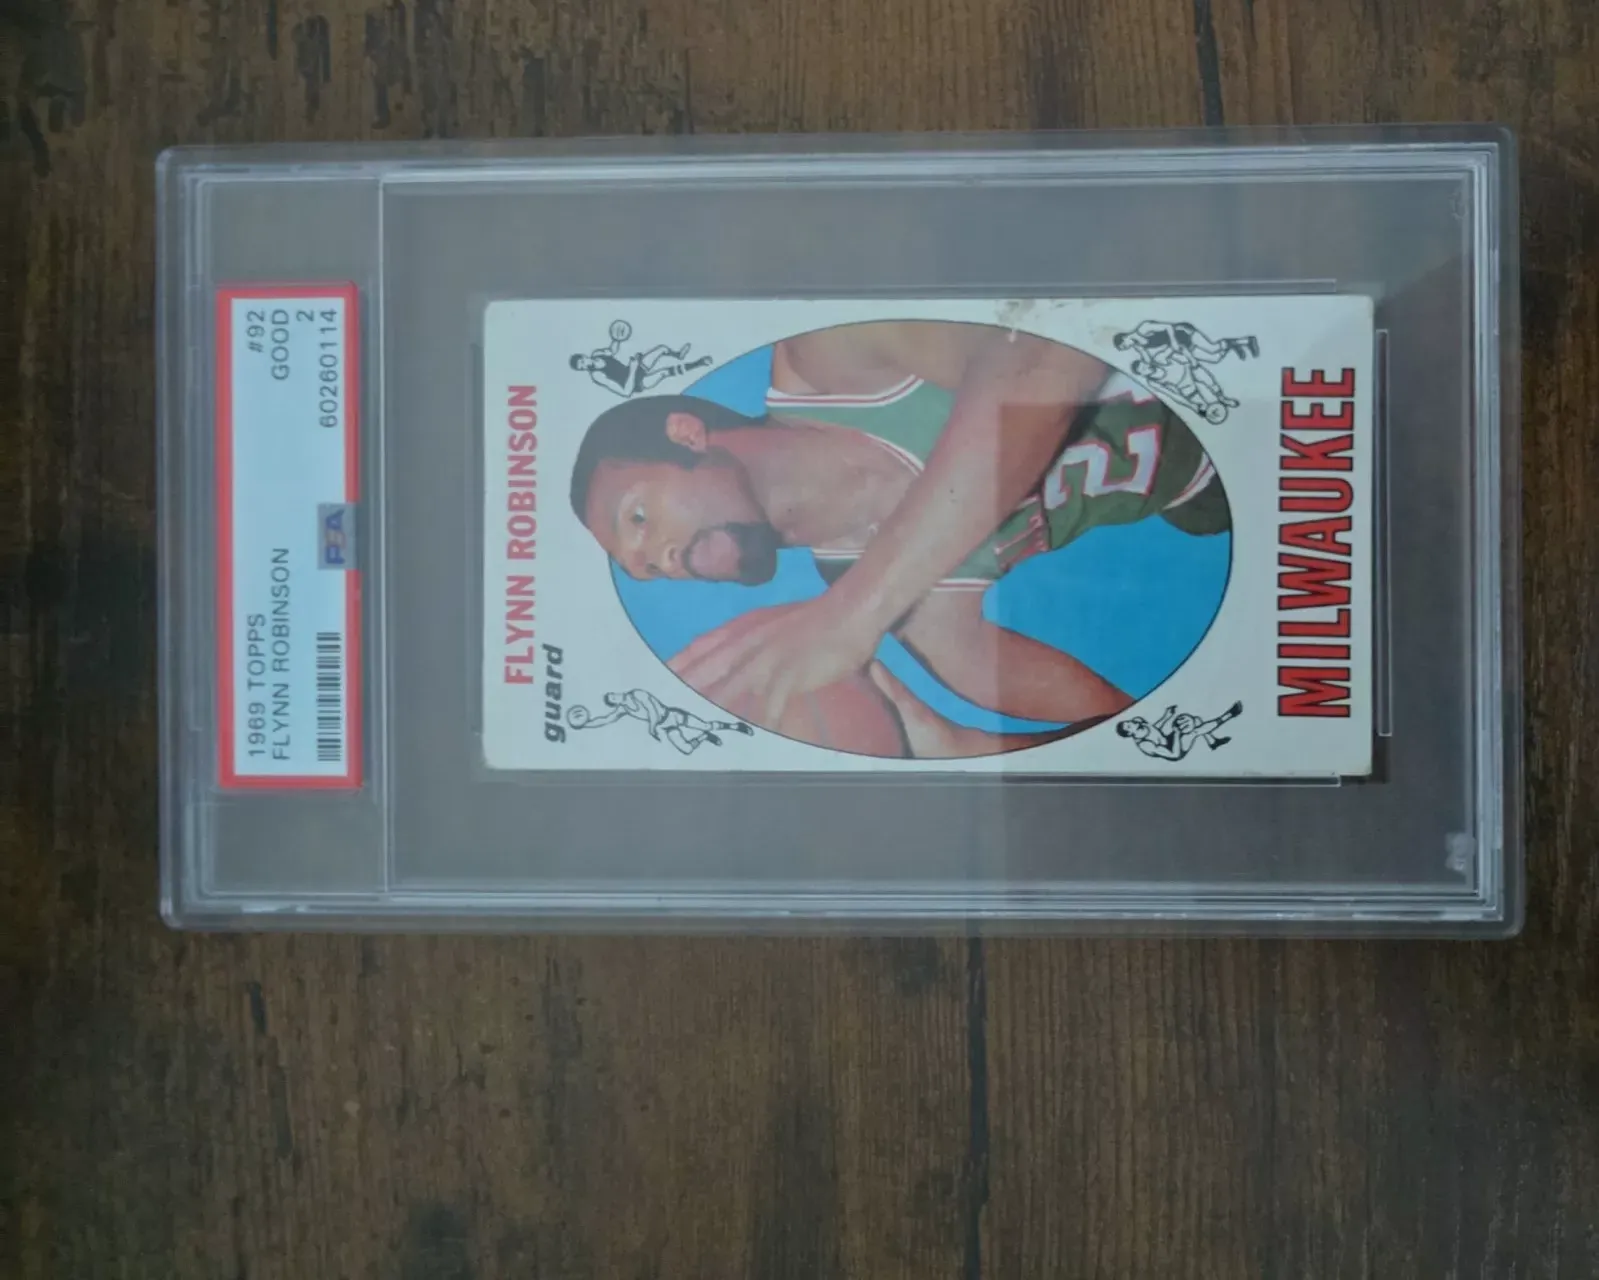 1969 TOPPS #92
FLYNN ROBINSON GOOD
2
PSA 60260114
FLYNN ROBINSON
guard
MILWAUKEE